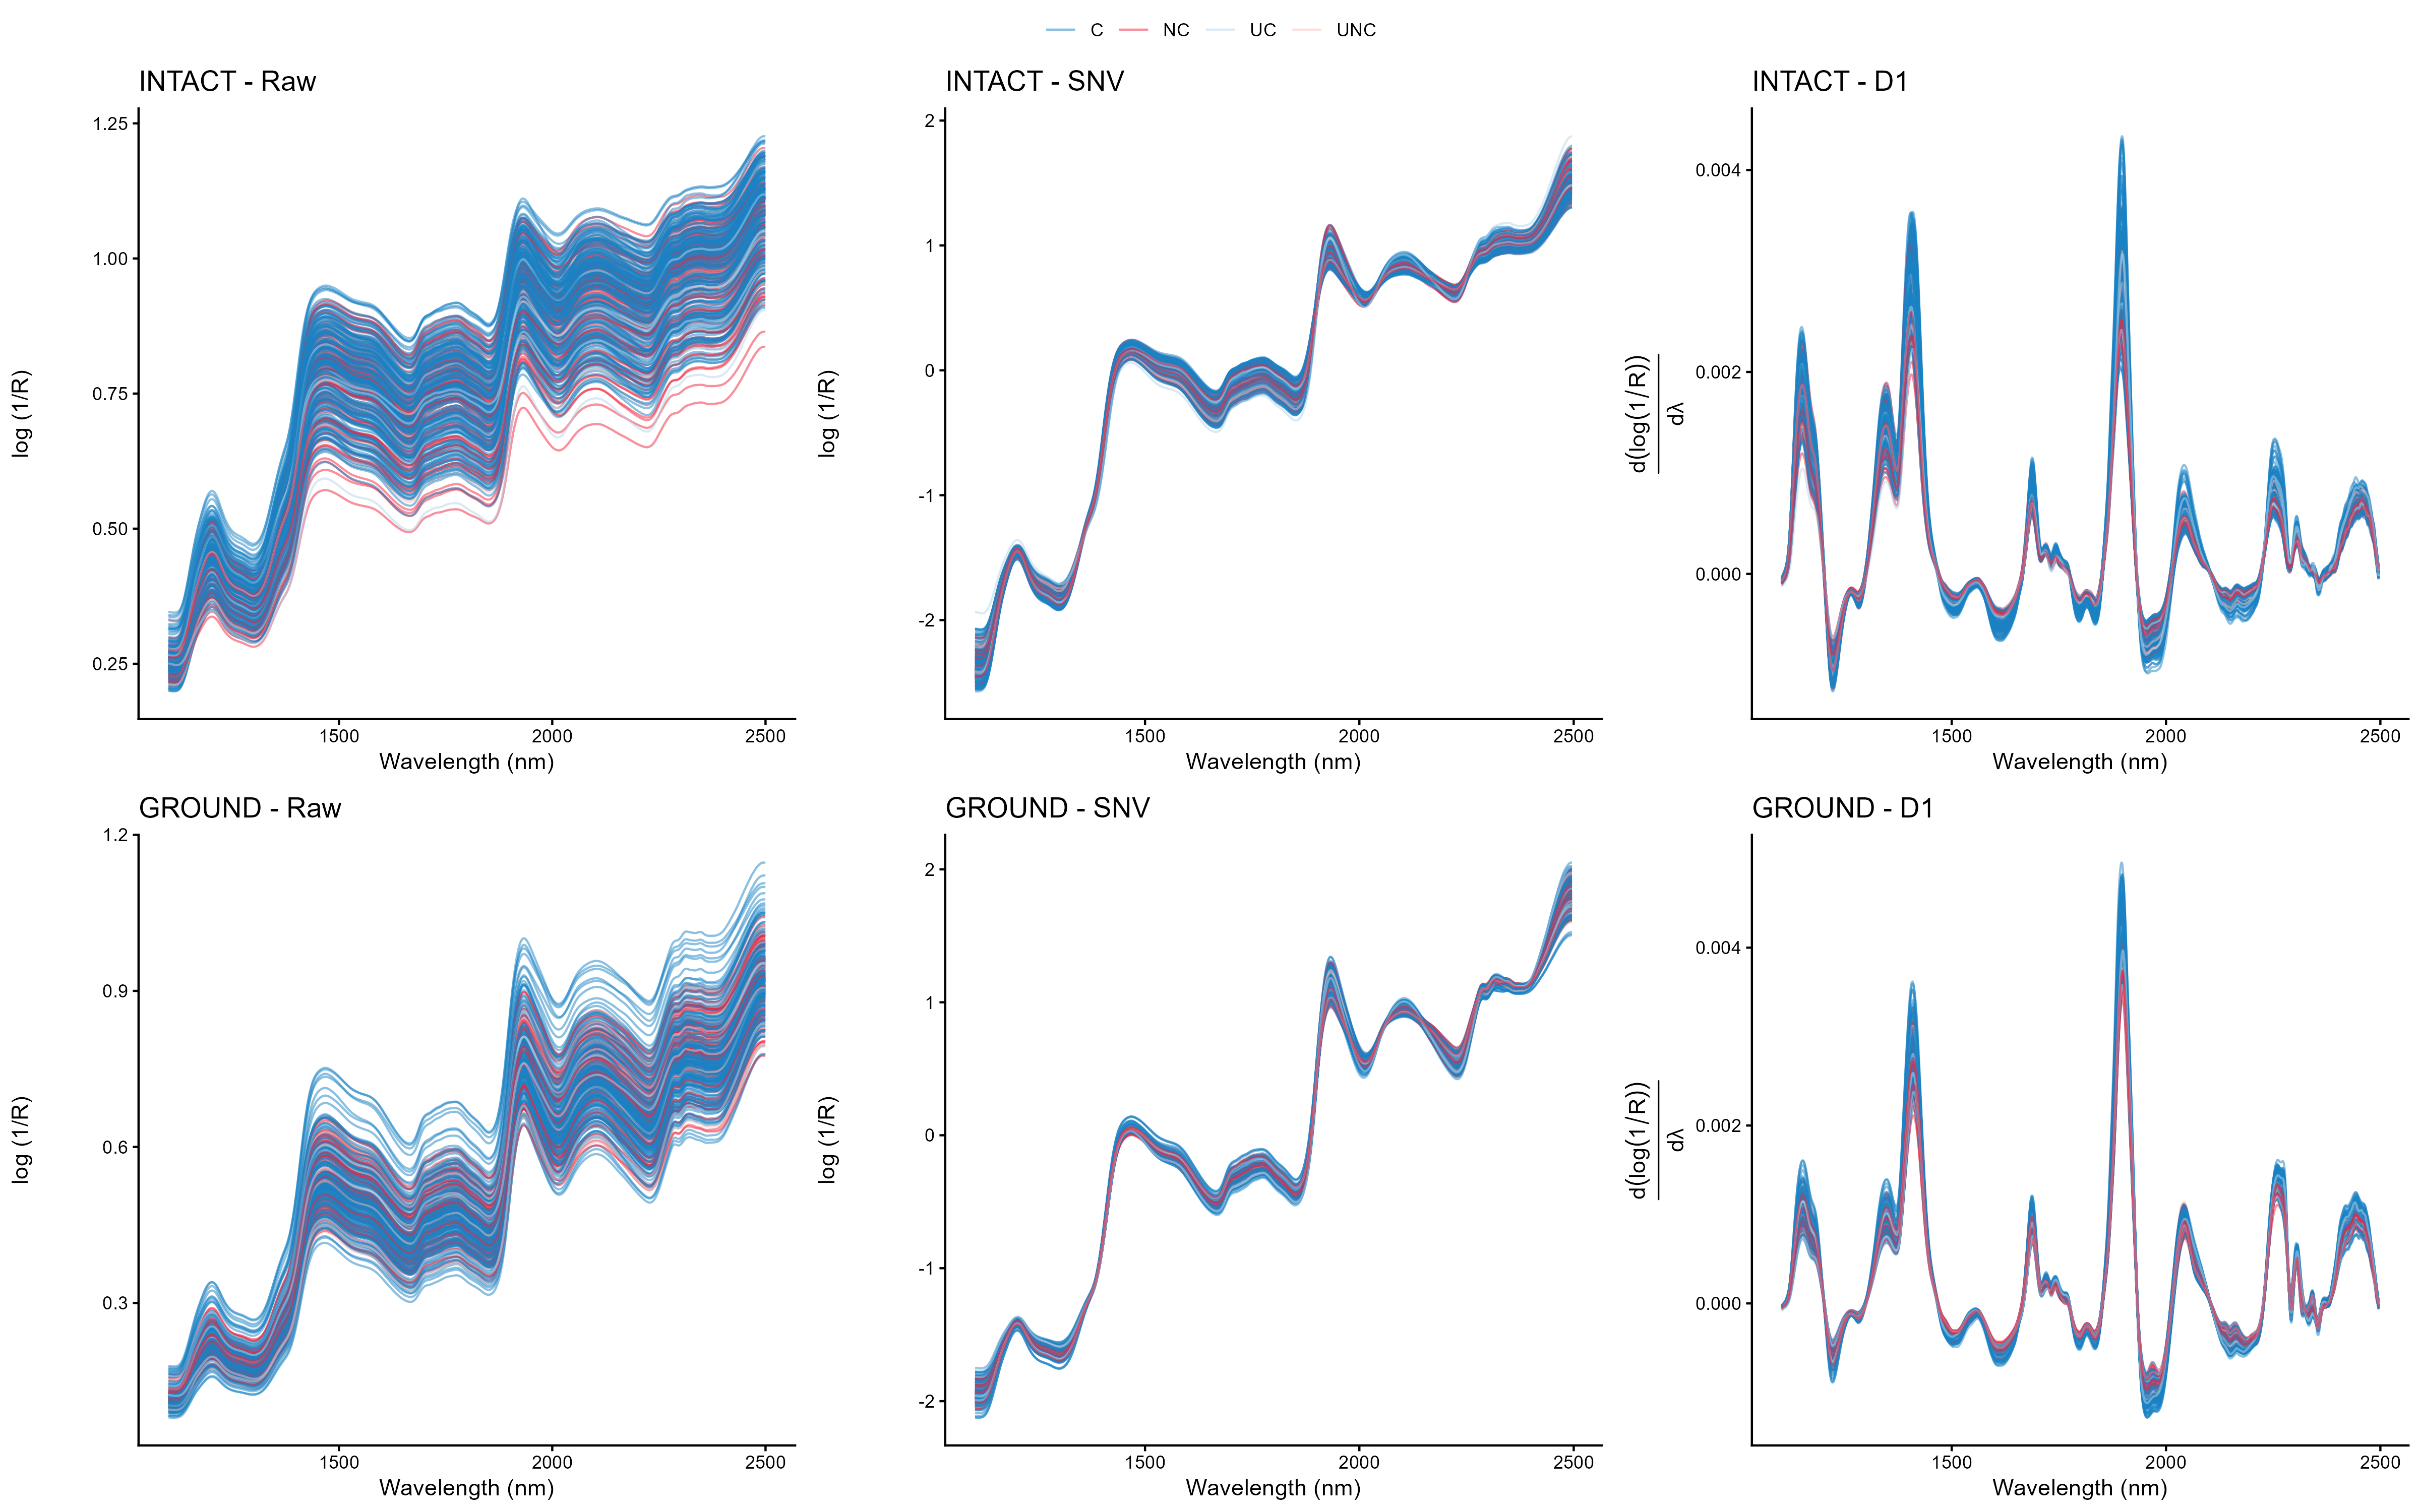 C NC UC UNC
INTACT - Raw
1.25
1.00
0.75
0.50
0.25
log (1/R)
1500 2000 2500
Wavelength (nm)
INTACT - SNV
2
1
0
-1
-2
log (1/R)
1500 2000 2500
Wavelength (nm)
INTACT - D1
0.004
0.002
0.000
d(log(1/R))
dλ
1500 2000 2500
Wavelength (nm)
GROUND - Raw
1.2
0.9
0.6
0.3
log (1/R)
1500 2000 2500
Wavelength (nm)
GROUND - SNV
2
1
0
-1
-2
log (1/R)
1500 2000 2500
Wavelength (nm)
GROUND - D1
0.004
0.002
0.000
d(log(1/R))
dλ
1500 2000 2500
Wavelength (nm)